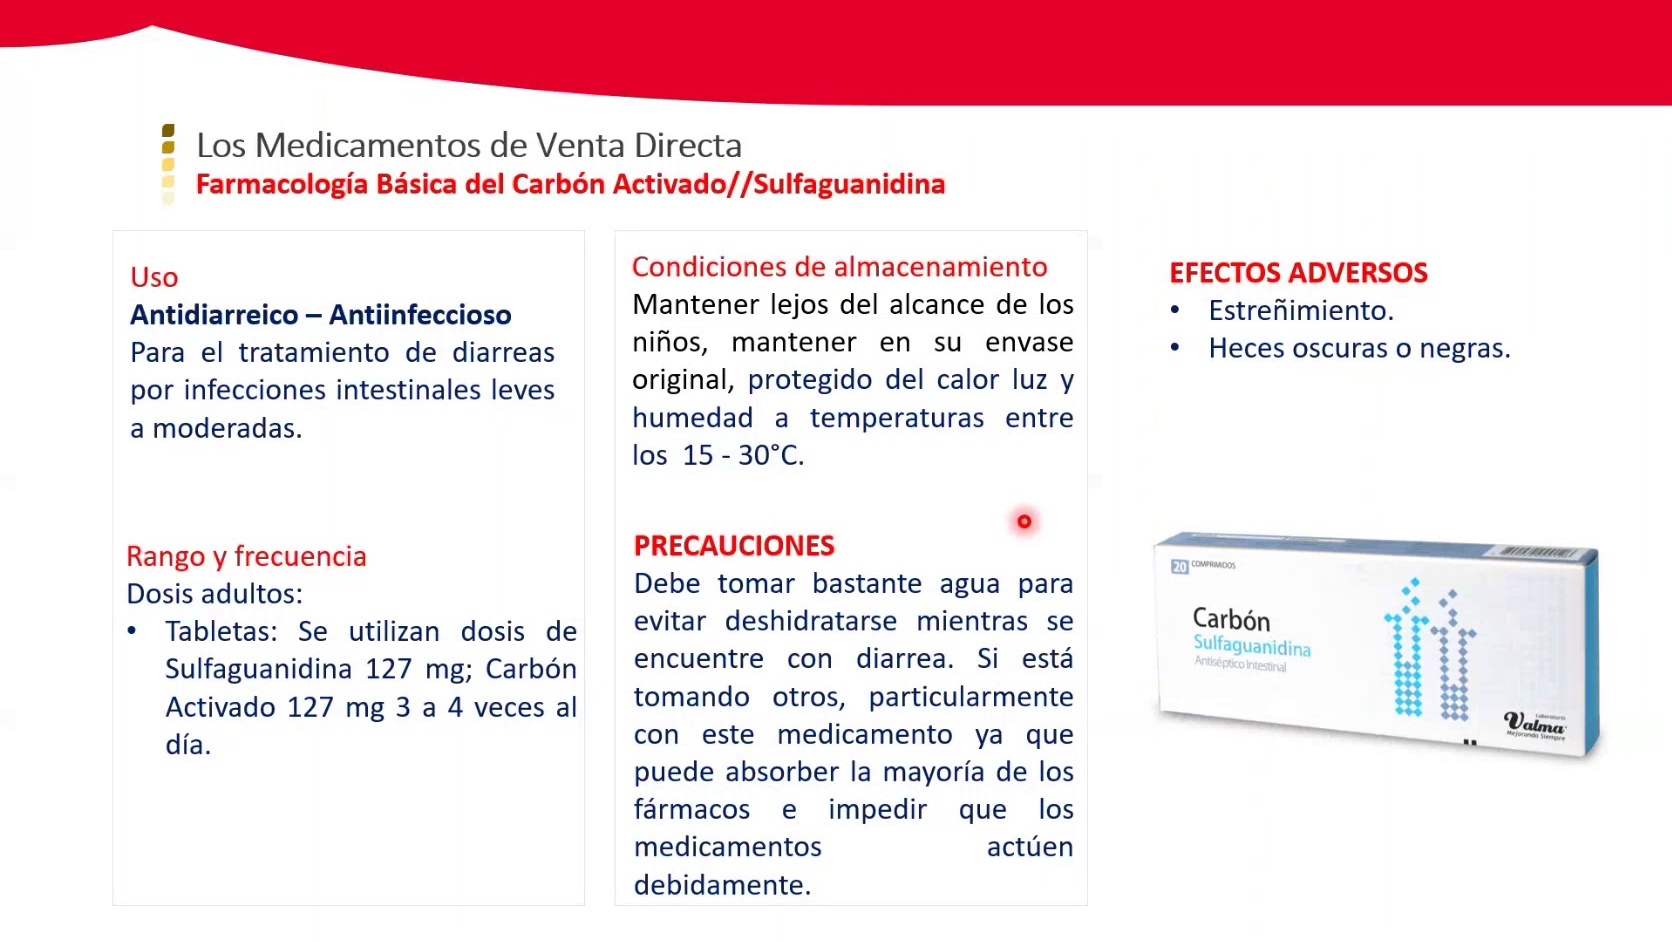 Los Medicamentos de Venta Directa
Farmacología Básica del Carbón Activado//Sulfaguanidina
Uso
Antidiarreico – Antiinfeccioso
Para el tratamiento de diarreas
por infecciones intestinales leves
a moderadas.
Rango y frecuencia
Dosis adultos:
• Tabletas: Se utilizan dosis de
Sulfaguanidina 127 mg; Carbón
Activado 127 mg 3 a 4 veces al
día.
Condiciones de almacenamiento
Mantener lejos del alcance de los
niños, mantener en su envase
original, protegido del calor luz y
humedad a temperaturas entre
los 15 - 30°C.
PRECAUCIONES
Debe tomar bastante agua para
evitar deshidratarse mientras se
encuentre con diarrea. Si está
tomando otros, particularmente
con este medicamento ya que
puede absorber la mayoría de los
fármacos e impedir que los
medicamentos actúen
debidamente.
EFECTOS ADVERSOS
• Estreñimiento.
• Heces oscuras o negras.
20 COMPRIMIDOS
Carbón
Sulfaguanidina
Antiséptico Intestinal
Laboratorio
Valma
Mejorando Siempre